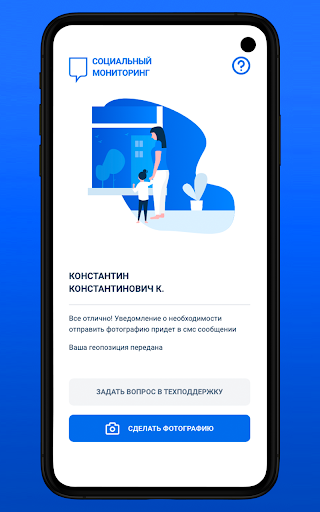 СОЦИАЛЬНЫЙ
МОНИТОРИНГ
?
КОНСТАНТИН
КОНСТАНТИНОВИЧ К.
Все отлично! Уведомление о необходимости
отправить фотографию придет в смс сообщении
Ваша геопозиция передана
ЗАДАТЬ ВОПРОС В ТЕХПОДДЕРЖКУ
СДЕЛАТЬ ФОТОГРАФИЮ